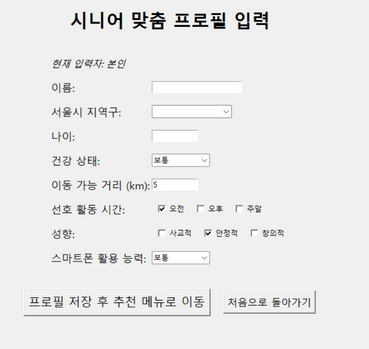 시니어 맞춤 프로필 입력
현재 입력자: 본인
이름:
서울시 지역구:
나이:
건강 상태: 보통
이동 가능 거리 (km): 5
선호 활동 시간: 오전 오후 주말
성향: 사교적 안정적 창의적
스마트폰 활용 능력: 보통
프로필 저장 후 추천 메뉴로 이동 처음으로 돌아가기